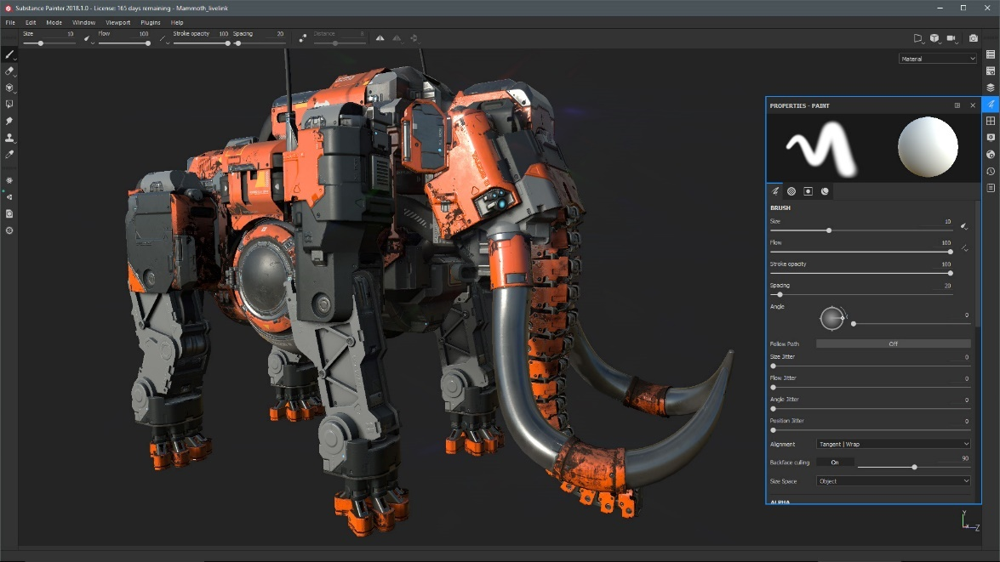 Substance Painter 2018.1.0 - License: 165 days remaining - Mammoth_livelink
File Edit Mode Window Viewport Plugins Help
Size 10 Flow 100 Stroke opacity 100 Spacing 20 Distance 8
Material
PROPERTIES - PAINT
BRUSH
Size 10
Flow 100
Stroke opacity 100
Spacing 20
Angle 0
Follow Path Off
Size Jitter 0
Flow Jitter 0
Angle Jitter 0
Position Jitter 0
Alignment Tangent | Wrap
Backface culling On 90
Size Space Object
ALPHA
Y
Z